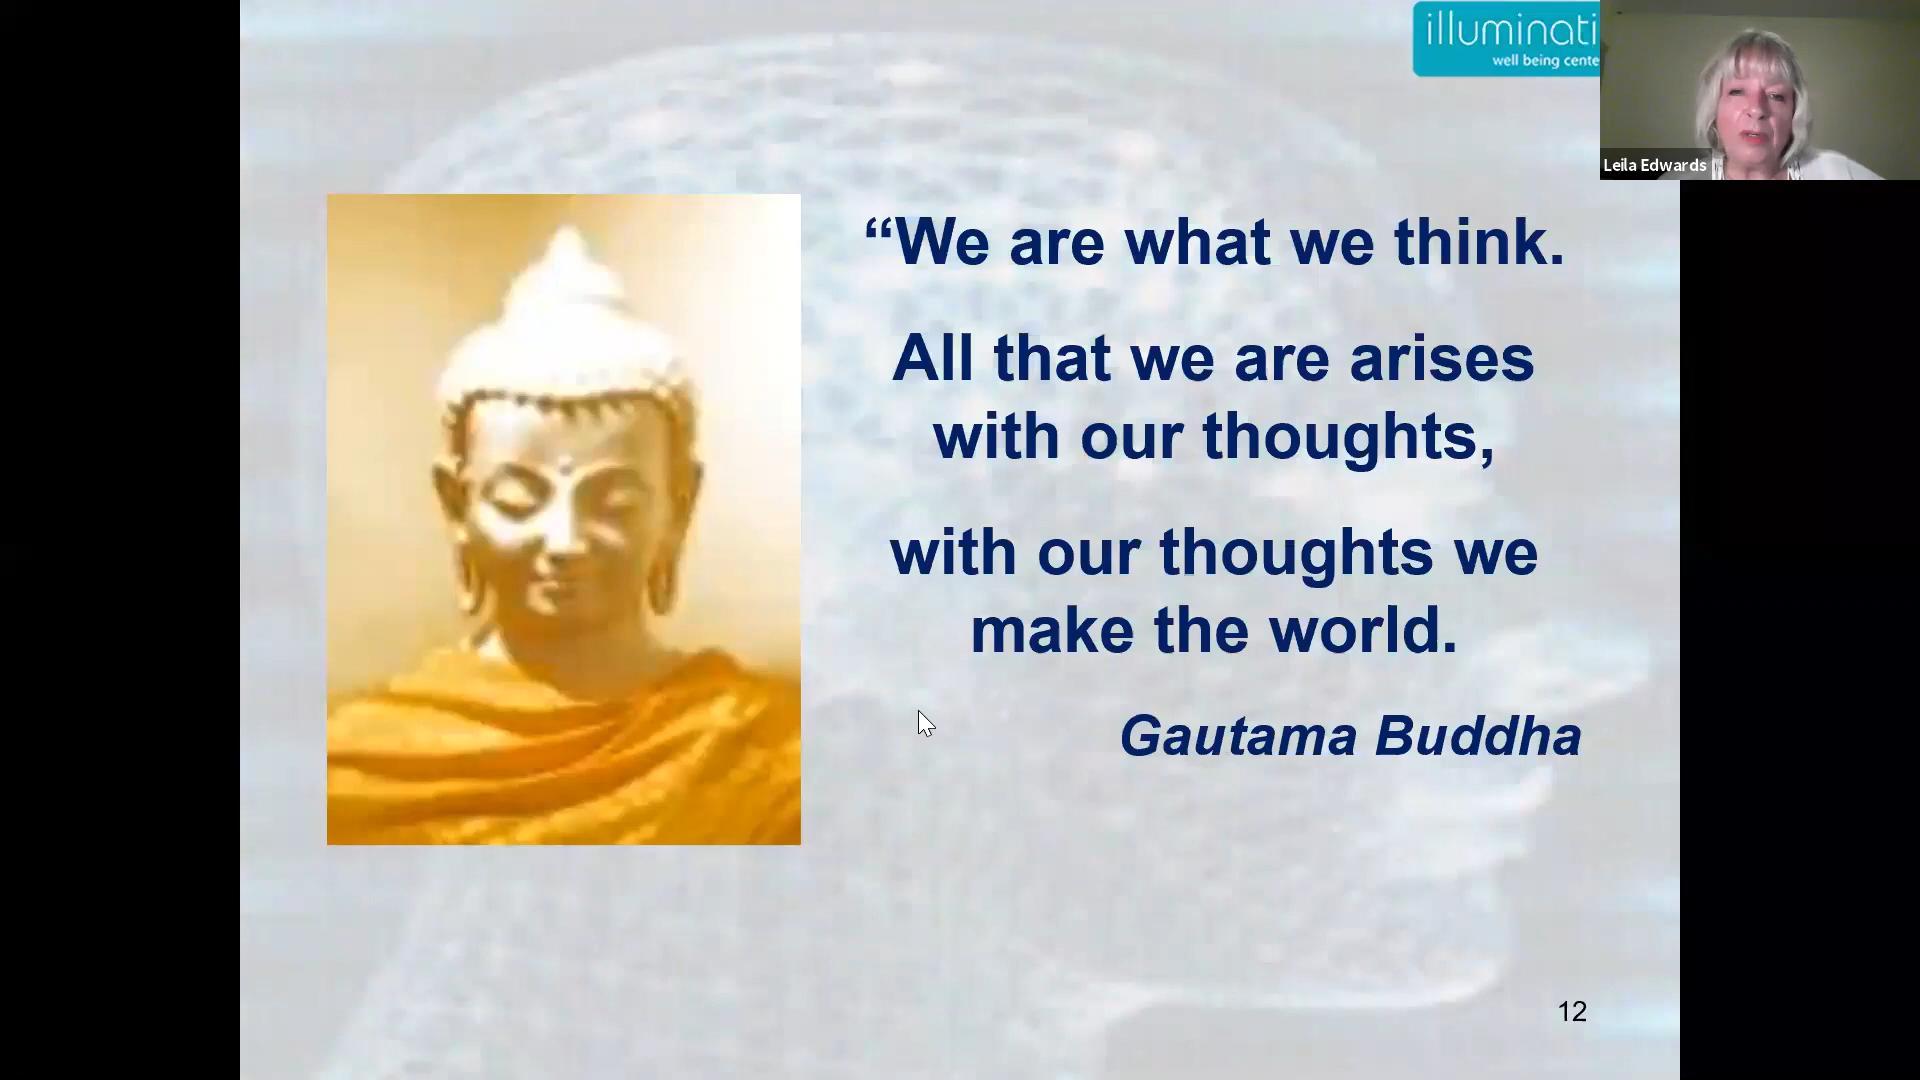 illuminati
well being cente
Leila Edwards
“We are what we think.
All that we are arises
with our thoughts,
with our thoughts we
make the world.
Gautama Buddha
12